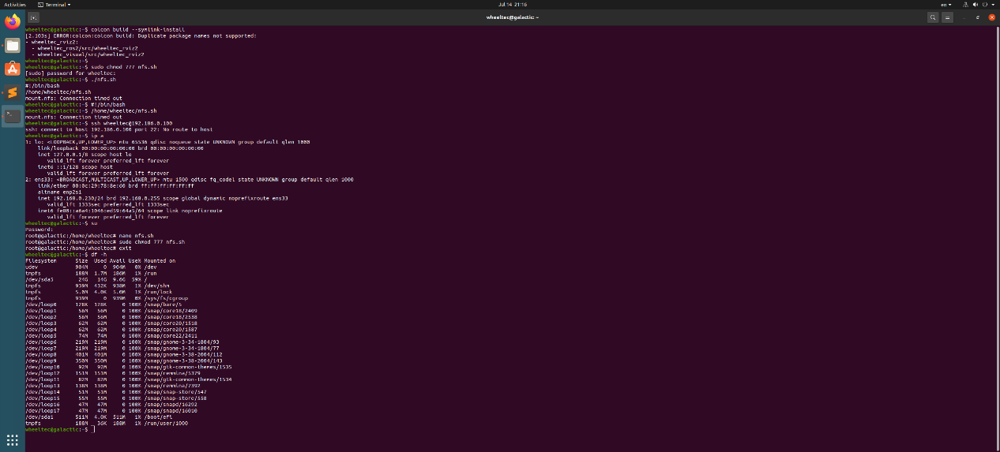 Activities
Terminal
Jul 14 21:16
en
wheeltec@galactic: ~
wheeltec@galactic:~$ colcon build --symlink-install
[2.103s] ERROR:colcon:colcon build: Duplicate package names not supported:
- wheeltec_rviz2:
- wheeltec_ros2/src/wheeltec_rviz2
- wheeltec_visual/src/wheeltec_rviz2
wheeltec@galactic:~$
wheeltec@galactic:~$ sudo chmod 777 nfs.sh
[sudo] password for wheeltec:
wheeltec@galactic:~$ ./nfs.sh
#!/bin/bash
/home/wheeltec/nfs.sh
mount.nfs: Connection timed out
wheeltec@galactic:~$ #!/bin/bash
wheeltec@galactic:~$ /home/wheeltec/nfs.sh
mount.nfs: Connection timed out
wheeltec@galactic:~$ ssh wheeltec@192.186.0.100
ssh: connect to host 192.186.0.100 port 22: No route to host
wheeltec@galactic:~$ ip a
1: lo: <LOOPBACK,UP,LOWER_UP> mtu 65536 qdisc noqueue state UNKNOWN group default qlen 1000
link/loopback 00:00:00:00:00:00 brd 00:00:00:00:00:00
inet 127.0.0.1/8 scope host lo
valid_lft forever preferred_lft forever
inet6 ::1/128 scope host
valid_lft forever preferred_lft forever
2: ens33: <BROADCAST,MULTICAST,UP,LOWER_UP> mtu 1500 qdisc fq_codel state UNKNOWN group default qlen 1000
link/ether 00:0c:29:78:8e:d0 brd ff:ff:ff:ff:ff:ff
altname enp2s1
inet 192.168.0.230/24 brd 192.168.0.255 scope global dynamic noprefixroute ens33
valid_lft 1333sec preferred_lft 1333sec
inet6 fe80::a6a4:1046:ed59:64a5/64 scope link noprefixroute
valid_lft forever preferred_lft forever
wheeltec@galactic:~$ su
Password:
root@galactic:/home/wheeltec# nano nfs.sh
root@galactic:/home/wheeltec# sudo chmod 777 nfs.sh
root@galactic:/home/wheeltec# exit
wheeltec@galactic:~$ df -h
Filesystem Size Used Avail Use% Mounted on
udev 904M 0 904M 0% /dev
tmpfs 188M 1.7M 186M 1% /run
/dev/sda5 24G 14G 9.6G 59% /
tmpfs 939M 432K 938M 1% /dev/shm
tmpfs 5.0M 4.0K 5.0M 1% /run/lock
tmpfs 939M 0 939M 0% /sys/fs/cgroup
/dev/loop0 128K 128K 0 100% /snap/bare/5
/dev/loop1 56M 56M 0 100% /snap/core18/2409
/dev/loop2 56M 56M 0 100% /snap/core18/2538
/dev/loop3 62M 62M 0 100% /snap/core20/1518
/dev/loop4 62M 62M 0 100% /snap/core20/1587
/dev/loop5 74M 74M 0 100% /snap/core22/2411
/dev/loop6 219M 219M 0 100% /snap/gnome-3-34-1804/93
/dev/loop7 219M 219M 0 100% /snap/gnome-3-34-1804/77
/dev/loop8 401M 401M 0 100% /snap/gnome-3-38-2004/112
/dev/loop9 350M 350M 0 100% /snap/gnome-3-38-2004/143
/dev/loop10 92M 92M 0 100% /snap/gtk-common-themes/1535
/dev/loop12 151M 151M 0 100% /snap/remmina/5379
/dev/loop11 82M 82M 0 100% /snap/gtk-common-themes/1534
/dev/loop13 138M 138M 0 100% /snap/remmina/7392
/dev/loop14 51M 51M 0 100% /snap/snap-store/547
/dev/loop15 55M 55M 0 100% /snap/snap-store/558
/dev/loop16 47M 47M 0 100% /snap/snapd/16292
/dev/loop17 47M 47M 0 100% /snap/snapd/16010
/dev/sda1 511M 4.0K 511M 1% /boot/efi
tmpfs 188M 36K 188M 1% /run/user/1000
wheeltec@galactic:~$